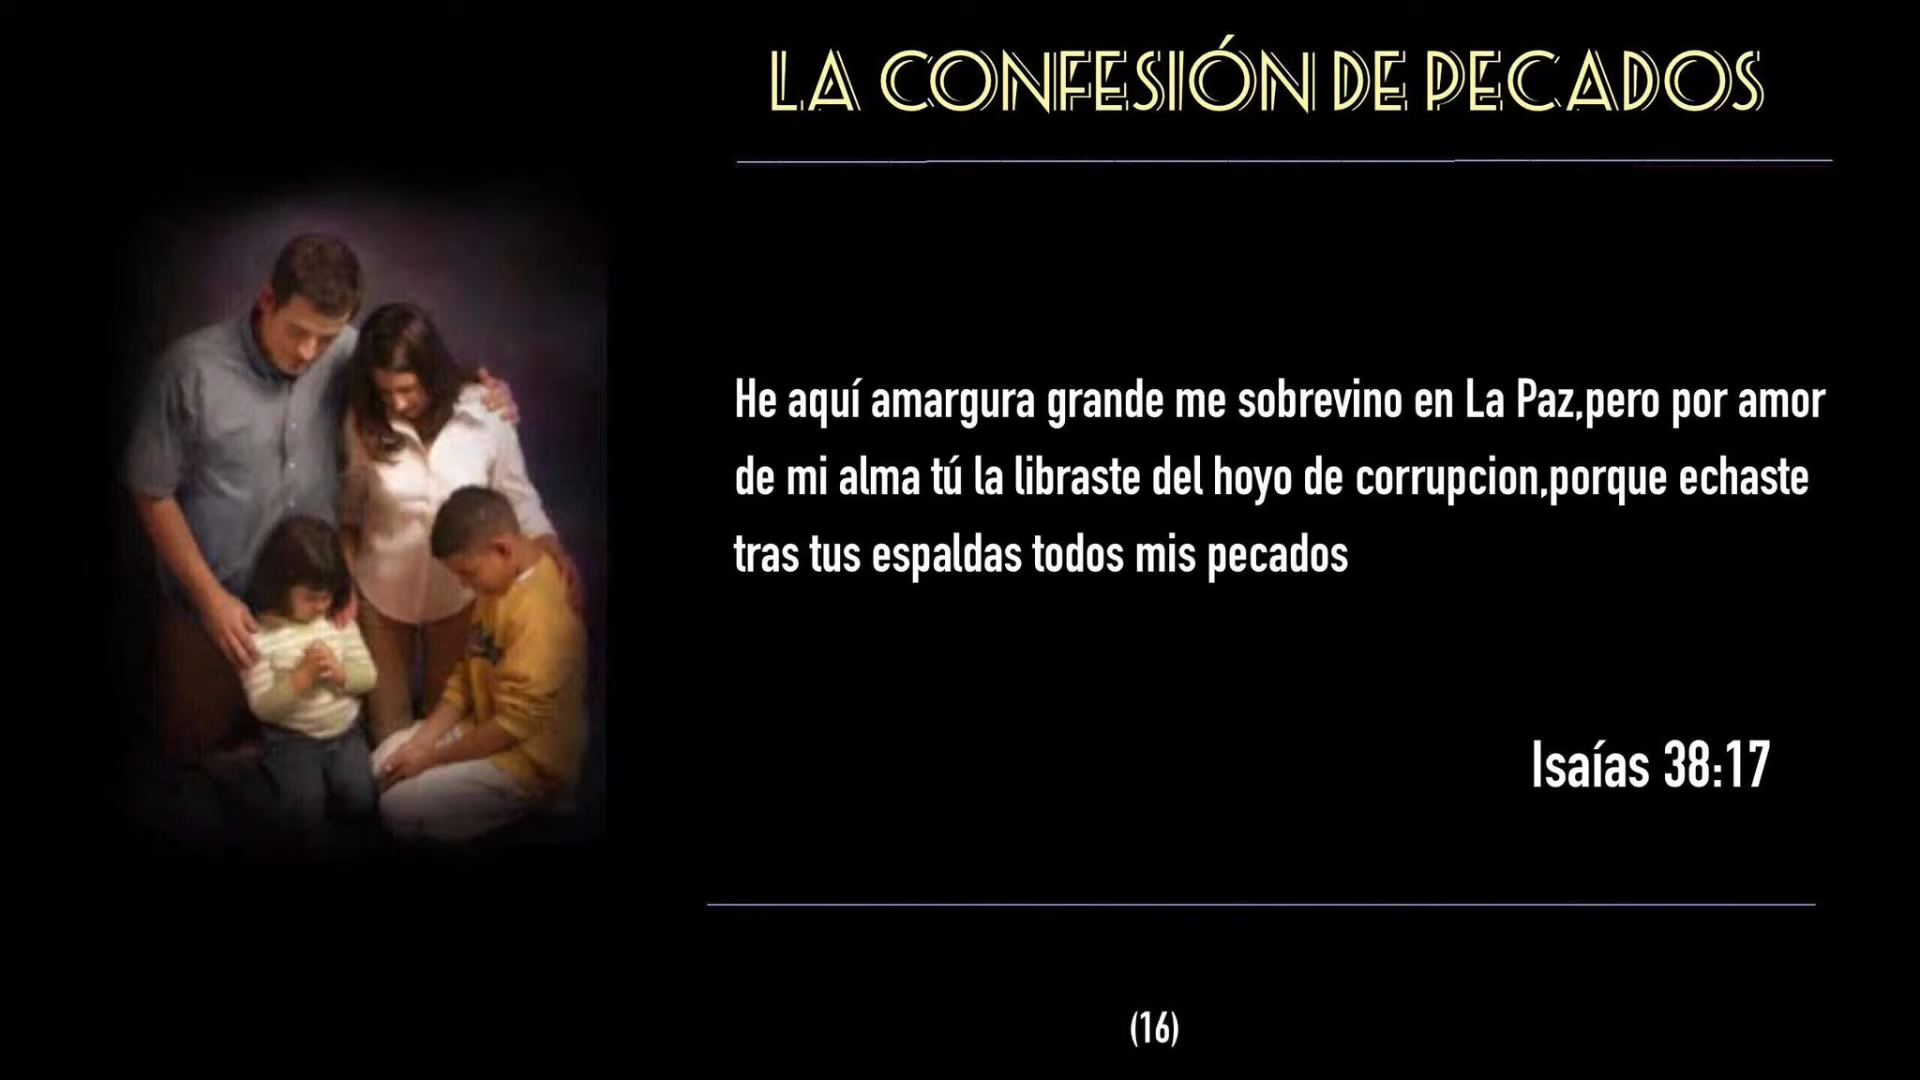 LA CONFESIÓN DE PECADOS
He aquí amargura grande me sobrevino en La Paz,pero por amor
de mi alma tú la libraste del hoyo de corrupcion,porque echaste
tras tus espaldas todos mis pecados
Isaías 38:17
(16)